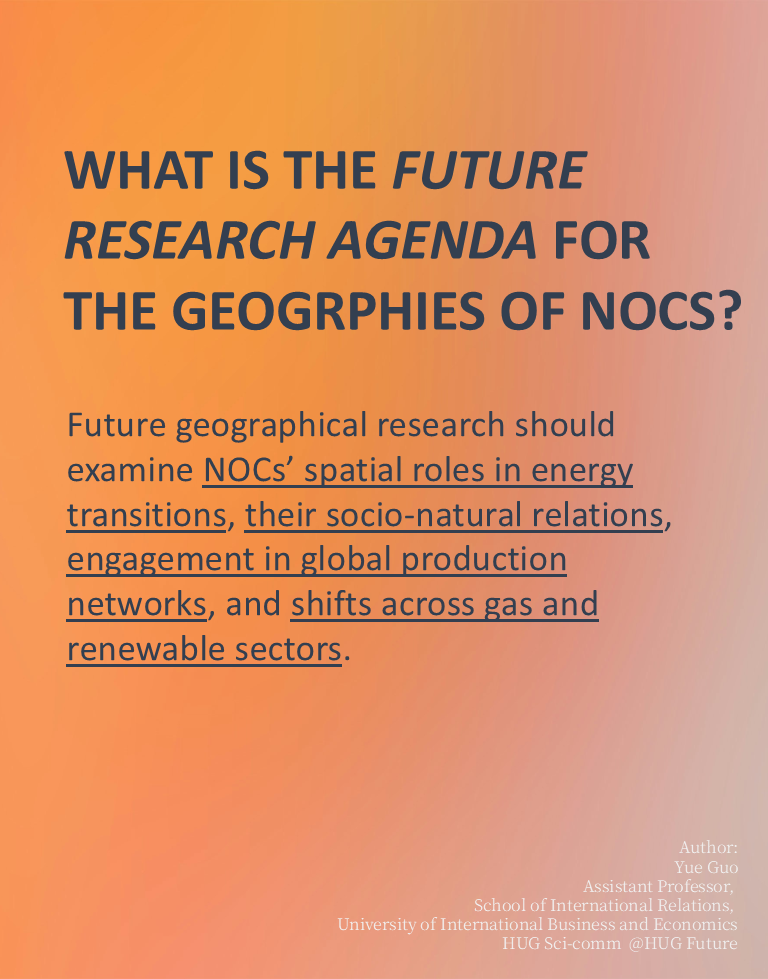 WHAT IS THE FUTURE
RESEARCH AGENDA FOR
THE GEOGRPHIES OF NOCS?
Future geographical research should
examine NOCs’ spatial roles in energy
transitions, their socio-natural relations,
engagement in global production
networks, and shifts across gas and
renewable sectors.
Author:
Yue Guo
Assistant Professor,
School of International Relations,
University of International Business and Economics
HUG Sci-comm @HUG Future